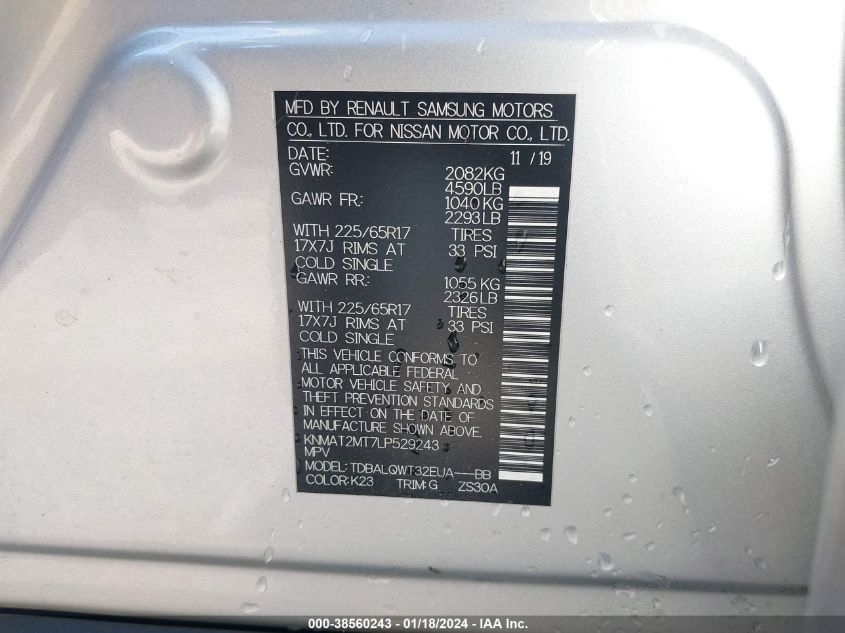 MFD BY RENAULT SAMSUNG MOTORS
CO., LTD. FOR NISSAN MOTOR CO., LTD.
DATE: 11 / 19
GVWR: 2082KG
4590LB
GAWR FR: 1040KG
2293LB
WITH 225/65R17 TIRES
17X7J RIMS AT 33 PSI
COLD SINGLE
GAWR RR: 1055 KG
2326LB
WITH 225/65R17 TIRES
17X7J RIMS AT 33 PSI
COLD SINGLE
THIS VEHICLE CONFORMS TO
ALL APPLICABLE FEDERAL
MOTOR VEHICLE SAFETY AND
THEFT PREVENTION STANDARDS
IN EFFECT ON THE DATE OF
MANUFACTURE SHOWN ABOVE.
KNMAT2MT7LP529243
MPV
MODEL: TDBALQWT32EUA---BB
COLOR: K23 TRIM: G ZS30A
000-38560243 - 01/18/2024 - IAA Inc.